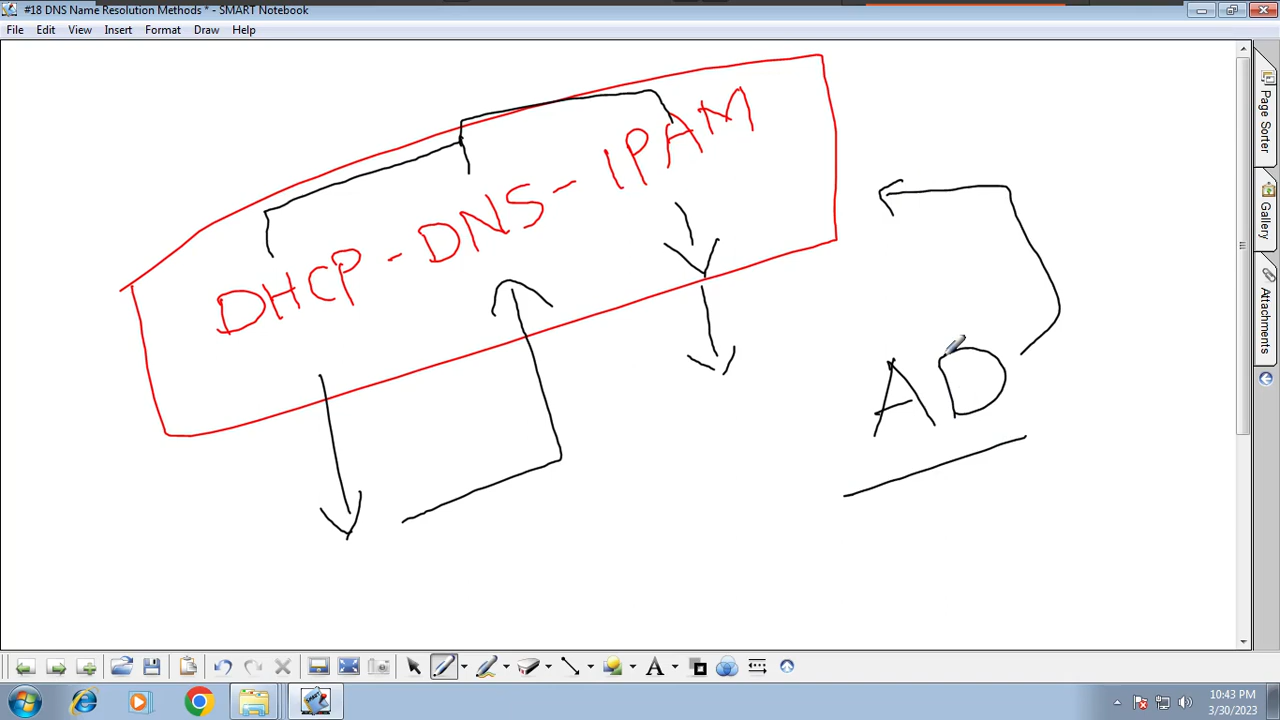 #18 DNS Name Resolution Methods * - SMART Notebook
File Edit View Insert Format Draw Help
DHCP - DNS - IPAM
AD
Page Sorter
Gallery
Attachments
10:43 PM
3/30/2023